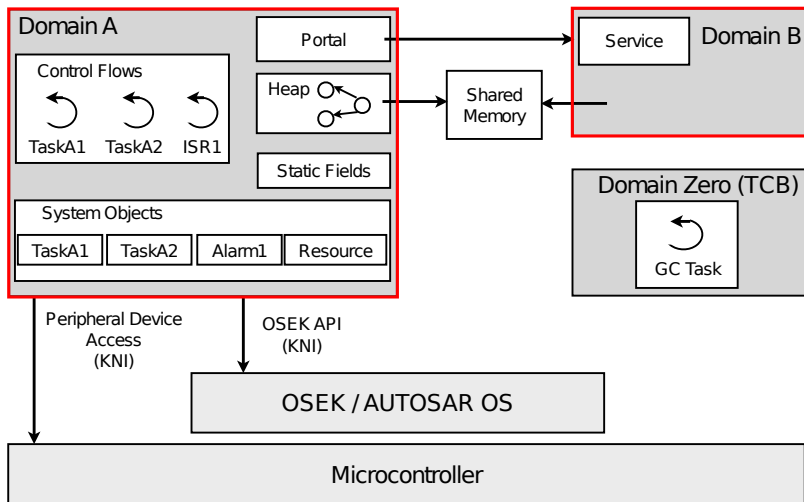 Domain A
Portal
Control Flows
TaskA1
TaskA2
ISR1
Heap
Static Fields
System Objects
TaskA1
TaskA2
Alarm1
Resource
Shared
Memory
Service
Domain B
Domain Zero (TCB)
GC Task
Peripheral Device
Access
(KNI)
OSEK API
(KNI)
OSEK / AUTOSAR OS
Microcontroller